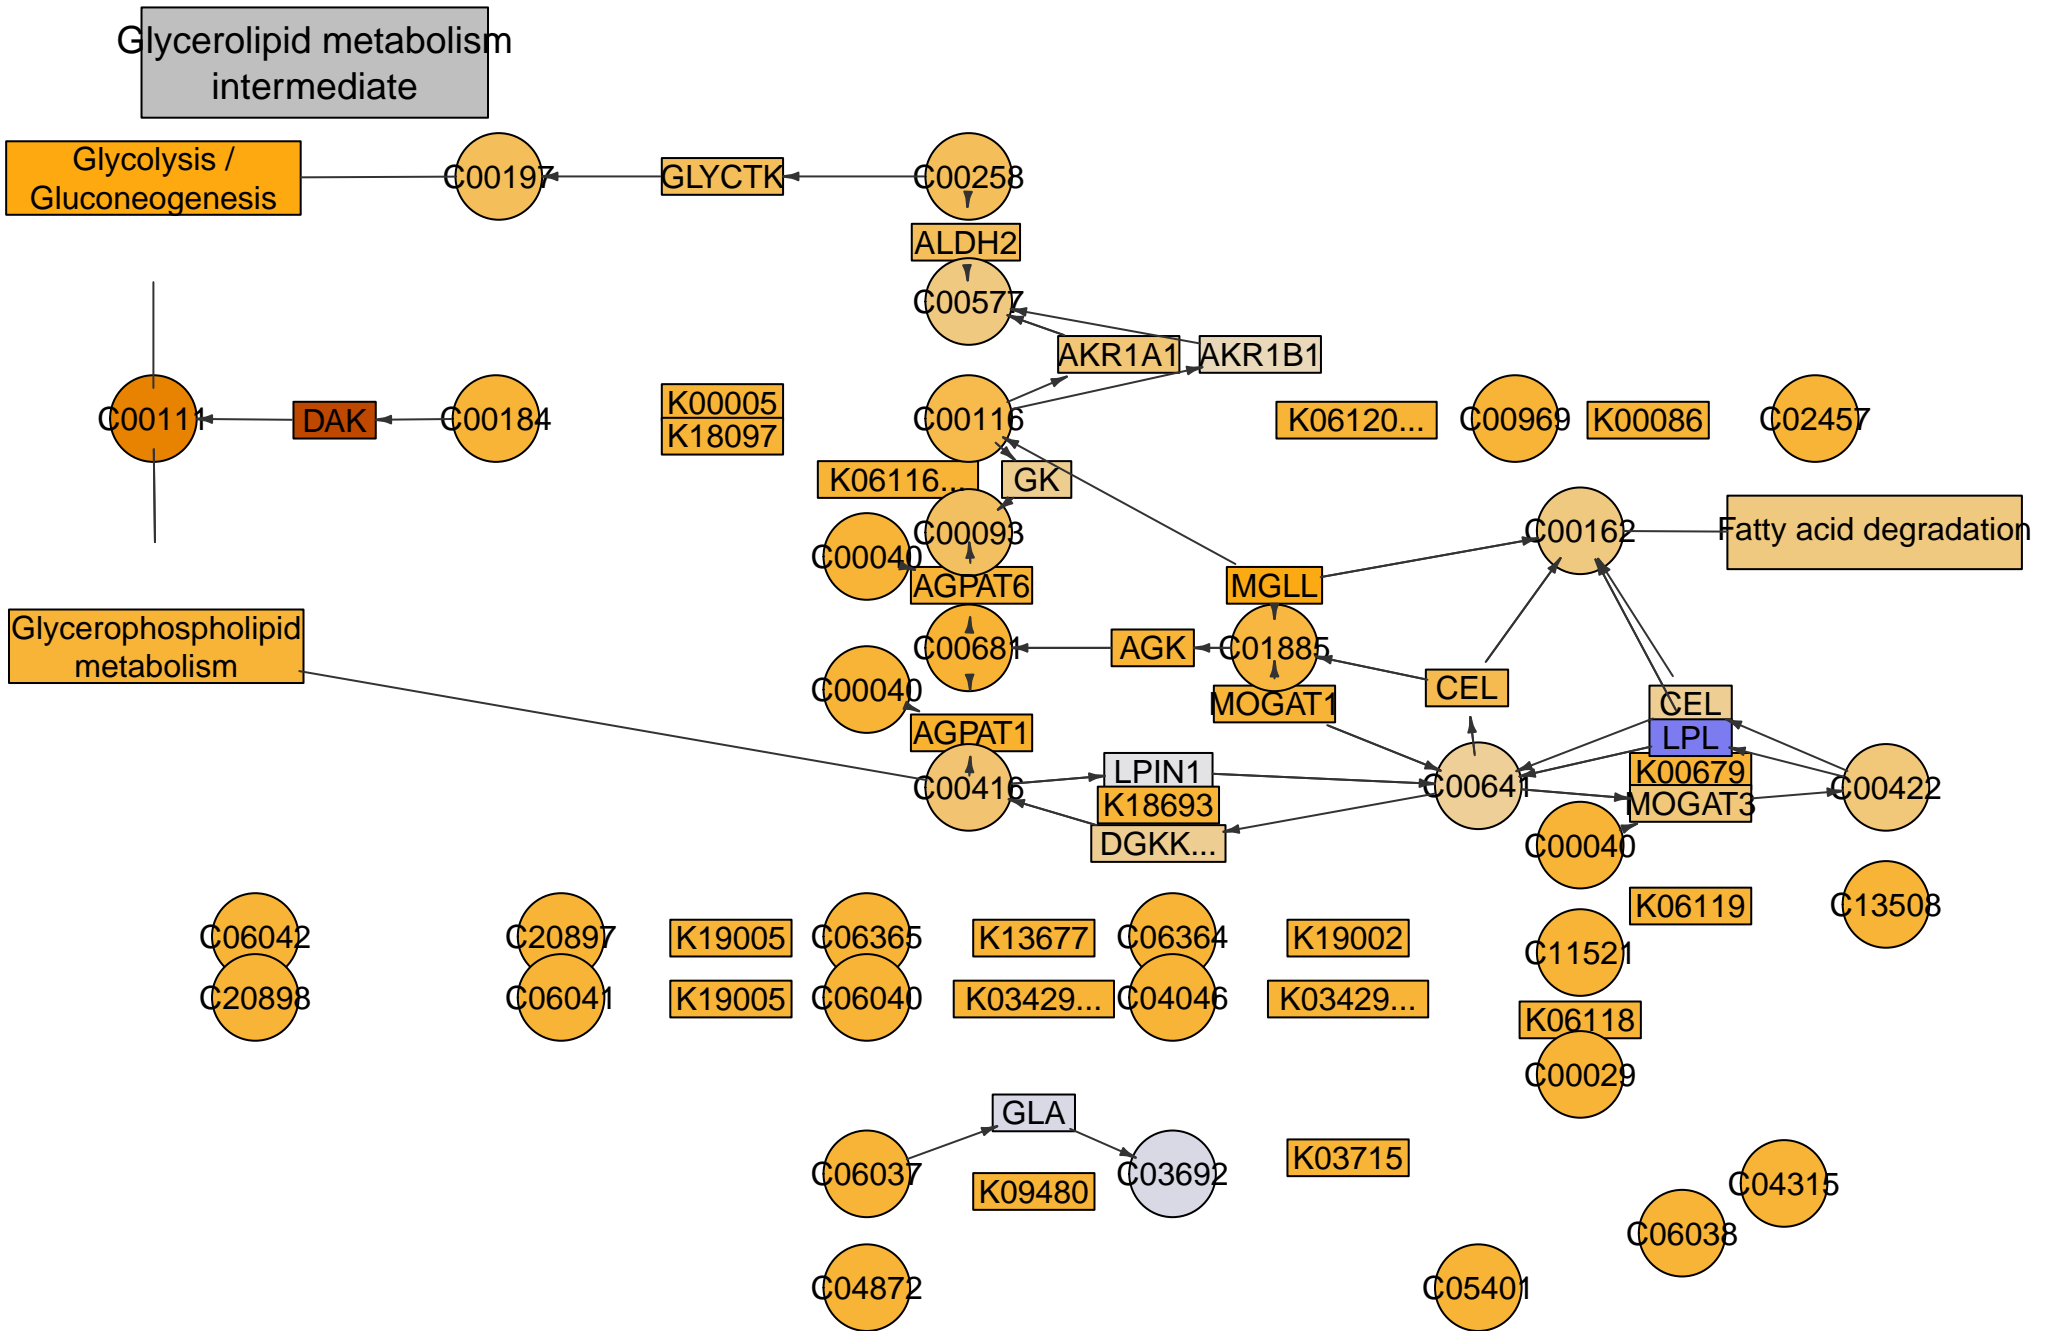 Glycerolipid metabolism
intermediate
Glycolysis /
Gluconeogenesis
C00197
GLYCTK
C00258
ALDH2
C00577
AKR1A1
AKR1B1
C00111
DAK
C00184
K00005
K18097
C00116
K06120...
C00969
K00086
C02457
K06116...
GK
C00093
C00162
Fatty acid degradation
C00040
AGPAT6
MGLL
Glycerophospholipid
metabolism
C00681
AGK
C01885
C00040
CEL
MOGAT1
CEL
AGPAT1
LPL
C00416
LPIN1
C00641
K00679
C00422
K18693
MOGAT3
DGKK...
C00040
C06042
C20897
K19005
C06365
K13677
C06364
K19002
K06119
C13508
C11521
C20898
C06041
K19005
C06040
K03429...
C04046
K03429...
K06118
C00029
GLA
C06037
K09480
C03692
K03715
C04315
C06038
C04872
C05401